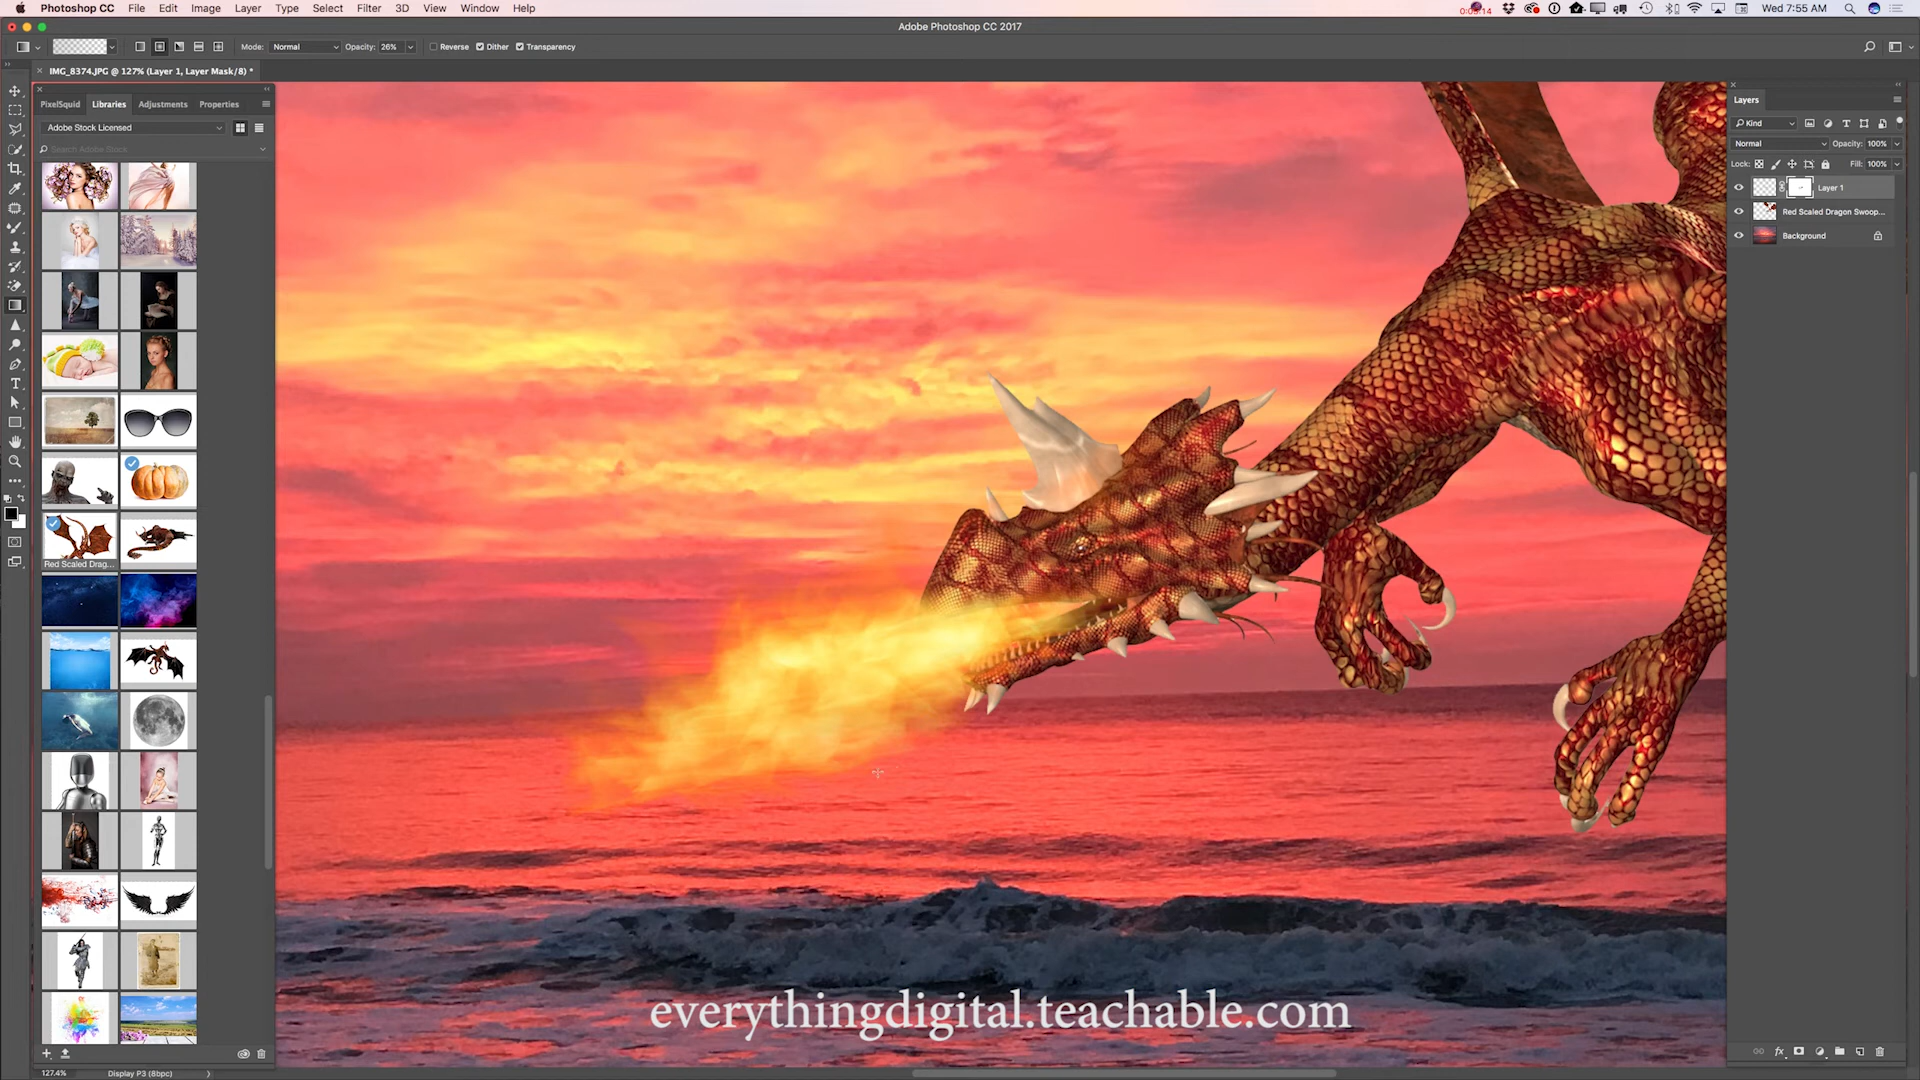 Photoshop CC File Edit Image Layer Type Select Filter 3D View Window Help
Wed 7:55 AM
Adobe Photoshop CC 2017
Mode: Normal Opacity: 26% Reverse Dither Transparency
IMG_8374.JPG @ 127% (Layer 1, Layer Mask/8) *
PixelSquid Libraries Adjustments Properties
Adobe Stock Licensed
Search Adobe Stock
Red Scaled Drag...
Layers
Kind
Normal Opacity: 100%
Lock: Fill: 100%
Layer 1
Red Scaled Dragon Swoop...
Background
everythingdigital.teachable.com
127.4% Display P3 (8bpc)